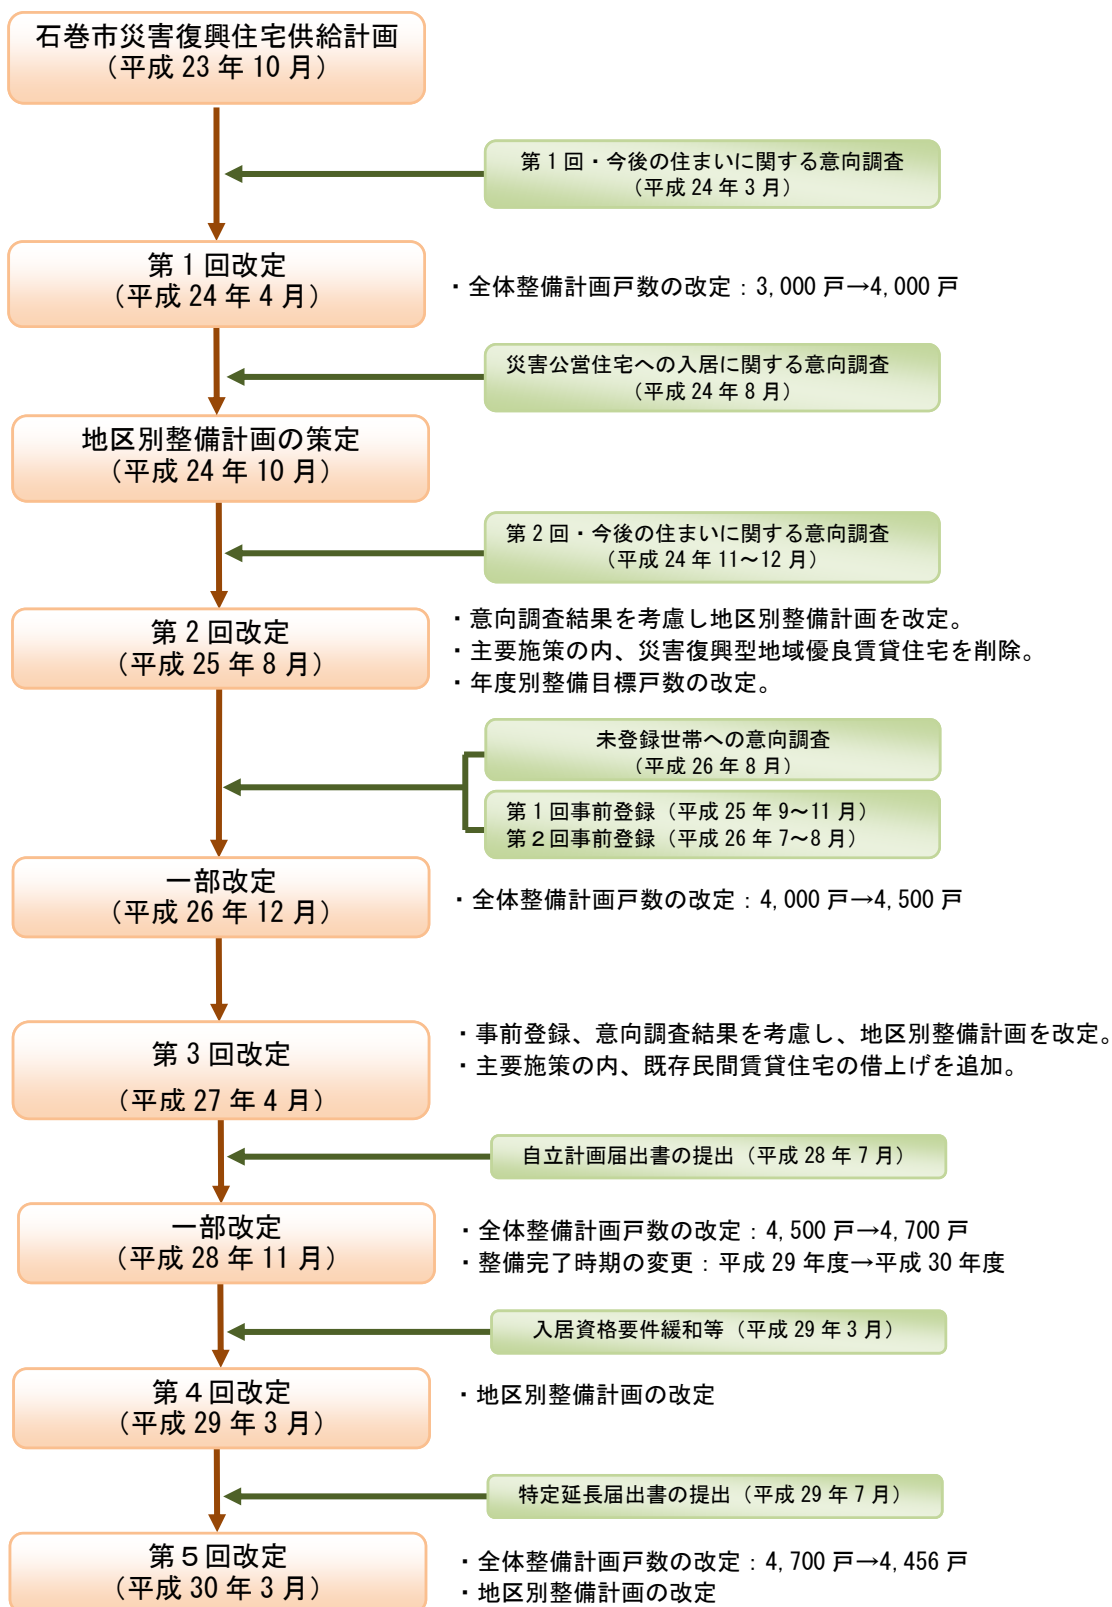 石巻市災害復興住宅供給計画
（平成 23 年 10 月）
第１回・今後の住まいに関する意向調査
（平成 24 年 3 月）
第１回改定
（平成 24 年 4 月）
・全体整備計画戸数の改定：3,000 戸→4,000 戸
災害公営住宅への入居に関する意向調査
（平成 24 年 8 月）
地区別整備計画の策定
（平成 24 年 10 月）
第２回・今後の住まいに関する意向調査
（平成 24 年 11～12 月）
第２回改定
（平成 25 年 8 月）
・意向調査結果を考慮し地区別整備計画を改定。
・主要施策の内、災害復興型地域優良賃貸住宅を削除。
・年度別整備目標戸数の改定。
未登録世帯への意向調査
（平成 26 年 8 月）
第１回事前登録（平成 25 年 9～11 月）
第２回事前登録（平成 26 年 7～8 月）
一部改定
（平成 26 年 12 月）
・全体整備計画戸数の改定：4,000 戸→4,500 戸
第３回改定
（平成 27 年 4 月）
・事前登録、意向調査結果を考慮し、地区別整備計画を改定。
・主要施策の内、既存民間賃貸住宅の借上げを追加。
自立計画届出書の提出（平成 28 年 7 月）
一部改定
（平成 28 年 11 月）
・全体整備計画戸数の改定：4,500 戸→4,700 戸
・整備完了時期の変更：平成 29 年度→平成 30 年度
入居資格要件緩和等（平成 29 年 3 月）
第４回改定
（平成 29 年 3 月）
・地区別整備計画の改定
特定延長届出書の提出（平成 29 年 7 月）
第５回改定
（平成 30 年 3 月）
・全体整備計画戸数の改定：4,700 戸→4,456 戸
・地区別整備計画の改定